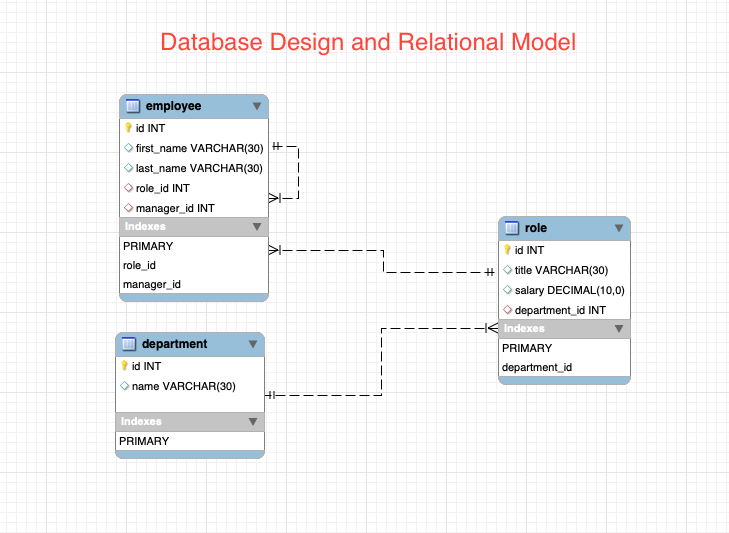 Database Design and Relational Model
employee
id INT
first_name VARCHAR(30)
last_name VARCHAR(30)
role_id INT
manager_id INT
Indexes
PRIMARY
role_id
manager_id
role
id INT
title VARCHAR(30)
salary DECIMAL(10,0)
department_id INT
Indexes
PRIMARY
department_id
department
id INT
name VARCHAR(30)
Indexes
PRIMARY